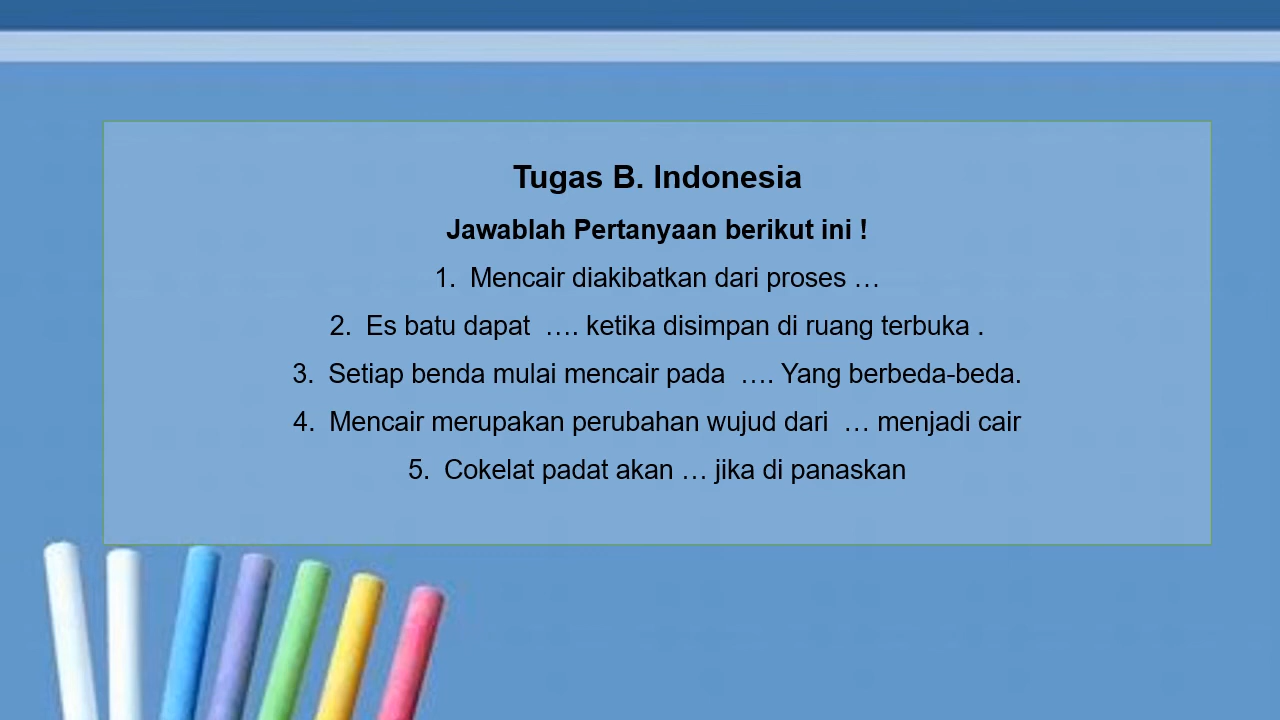 Tugas B. Indonesia
Jawablah Pertanyaan berikut ini !
1. Mencair diakibatkan dari proses …
2. Es batu dapat …. ketika disimpan di ruang terbuka .
3. Setiap benda mulai mencair pada …. Yang berbeda-beda.
4. Mencair merupakan perubahan wujud dari … menjadi cair
5. Cokelat padat akan … jika di panaskan